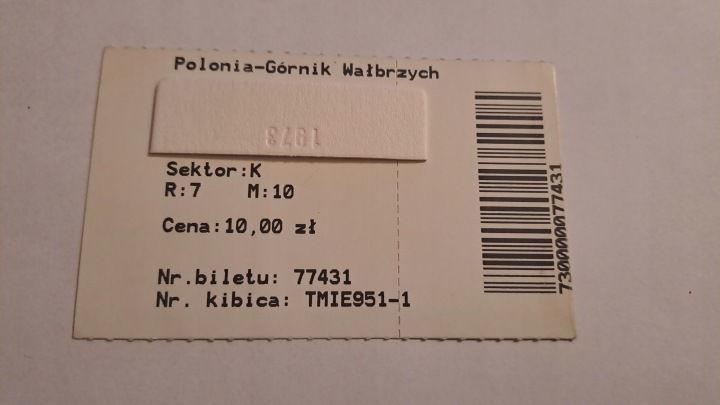 Polonia-Górnik Wałbrzych
1973
Sektor:K
R:7 M:10
Cena:10,00 zł
Nr.biletu: 77431
Nr. kibica: TMIE951-1
7300000077431